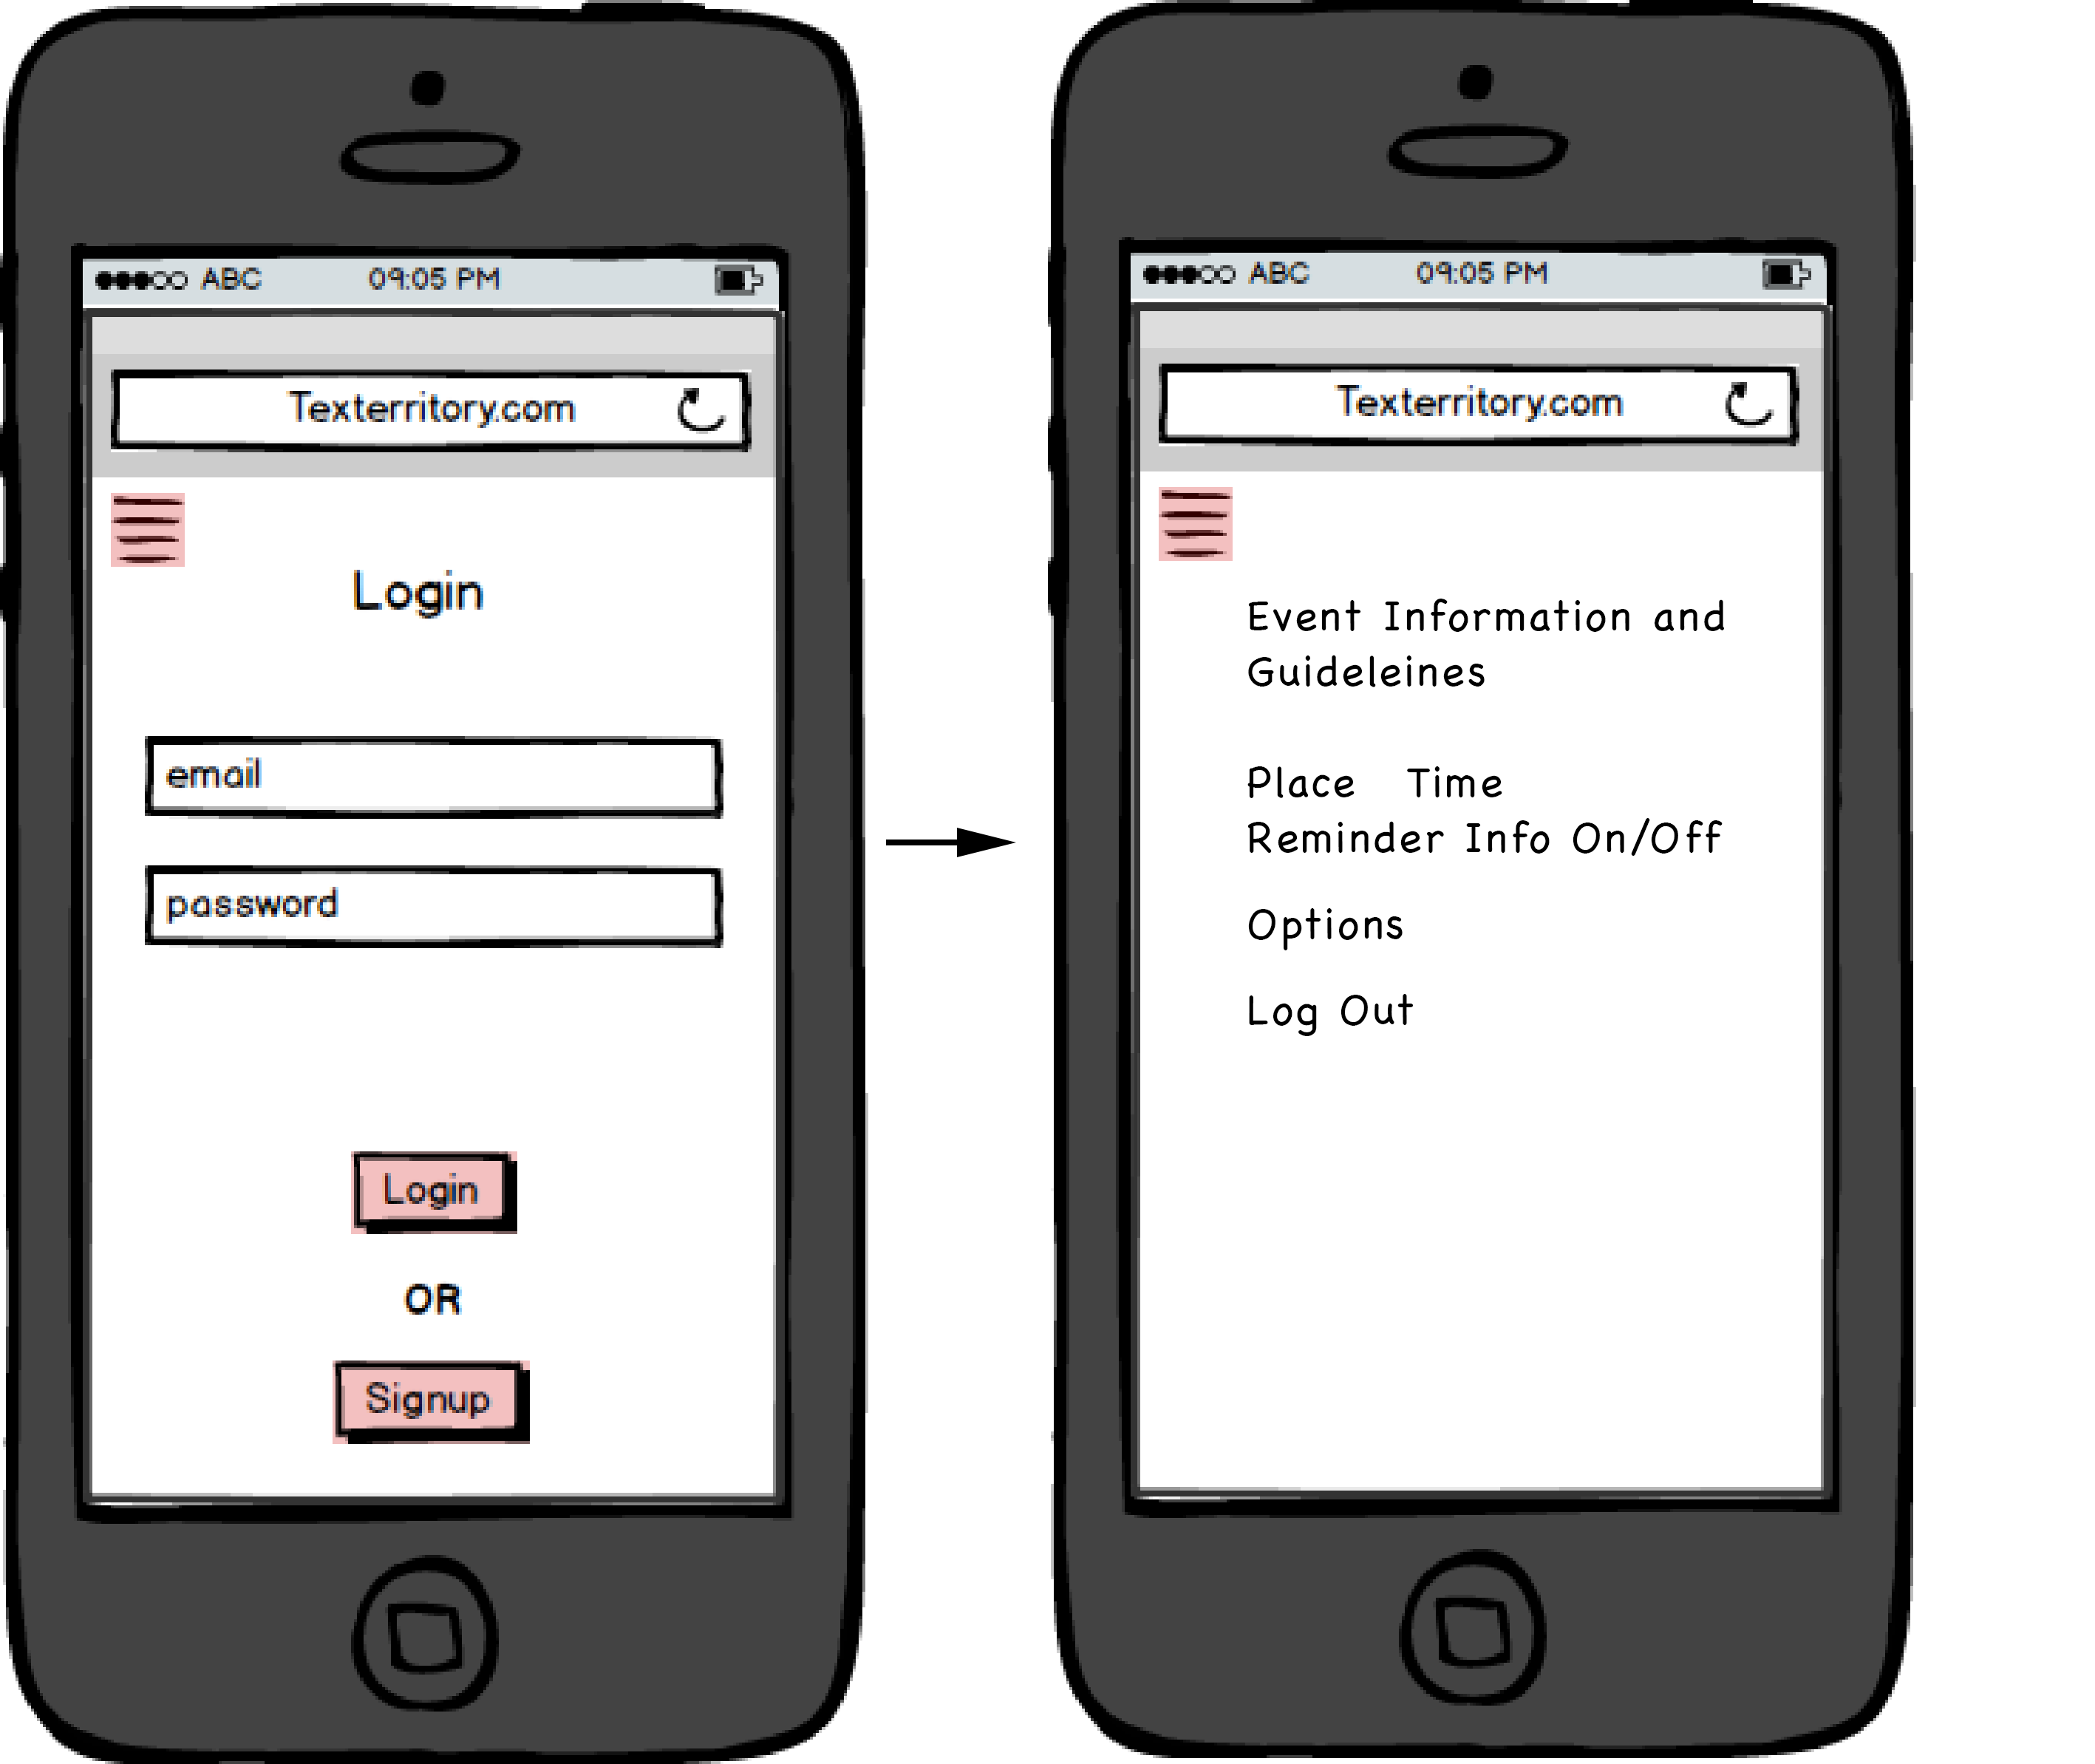 ABC 09:05 PM
Texterritory.com
Login
email
password
Login
OR
Signup
ABC 09:05 PM
Texterritory.com
Event Information and
Guideleines
Place Time
Reminder Info On/Off
Options
Log Out